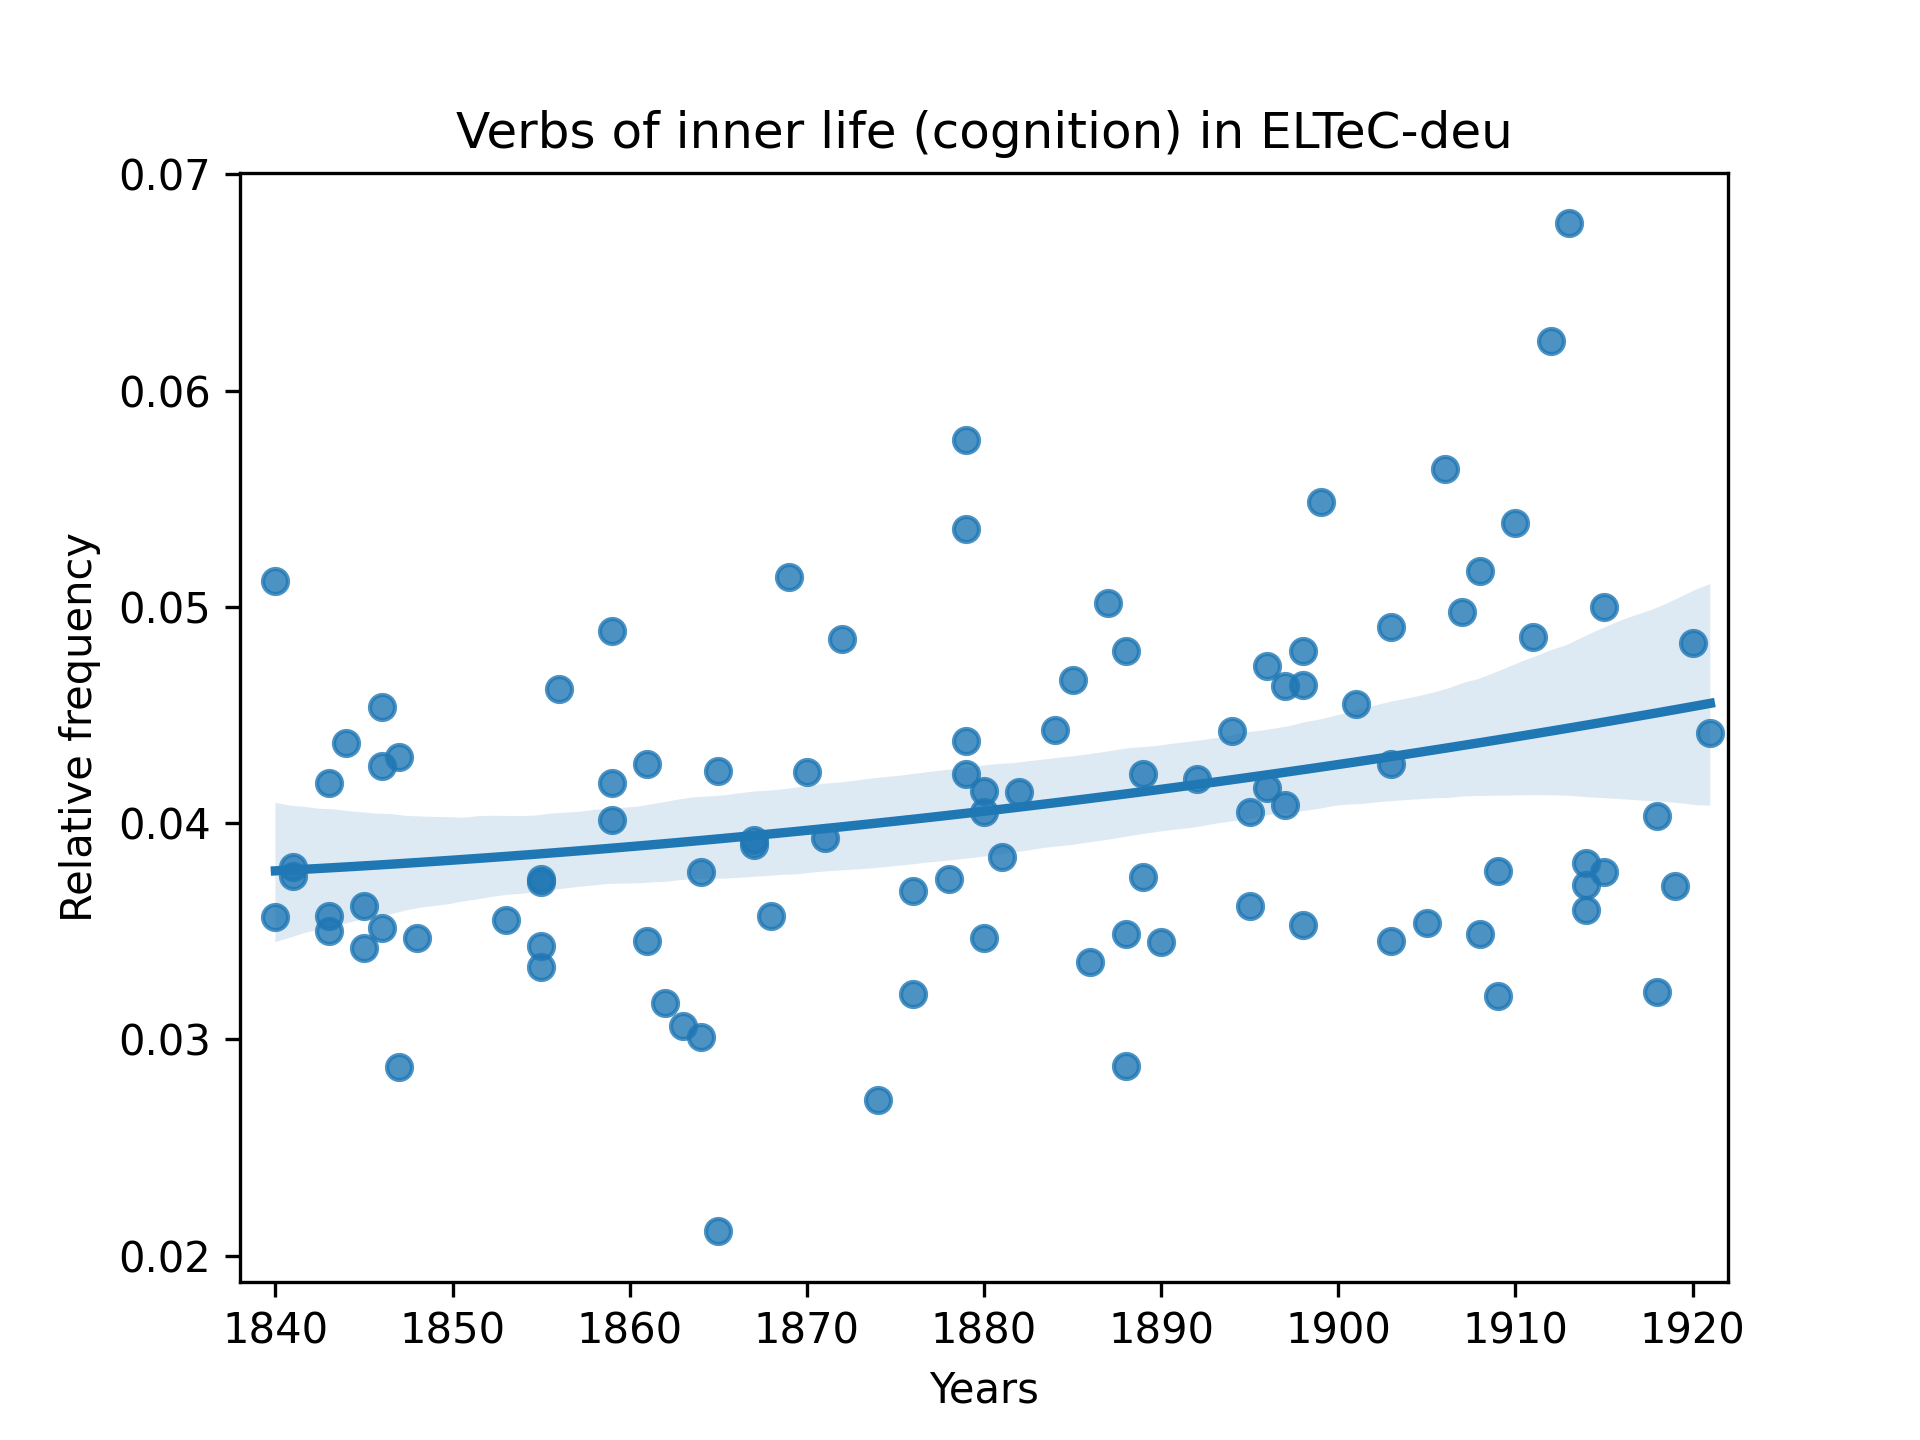 Verbs of inner life (cognition) in ELTeC-deu
0.07
0.06
0.05
0.04
0.03
0.02
Relative frequency
1840 1850 1860 1870 1880 1890 1900 1910 1920
Years